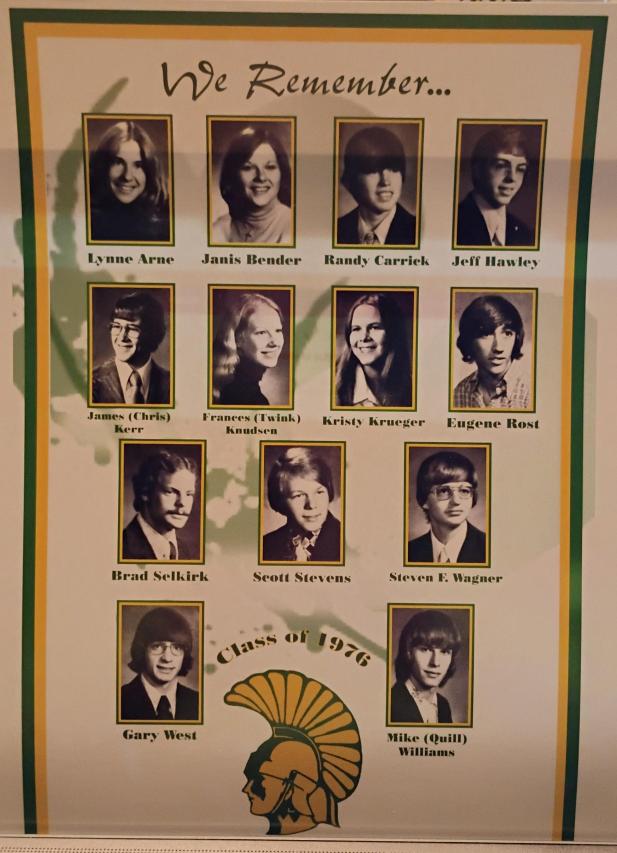 We Remember...
Lynne Arne
Janis Bender
Randy Carrick
Jeff Hawley
James (Chris)
Kerr
Frances (Twink)
Knudsen
Kristy Krueger
Eugene Rost
Brad Selkirk
Scott Stevens
Steven F. Wagner
Gary West
Class of 1976
Mike (Quill)
Williams